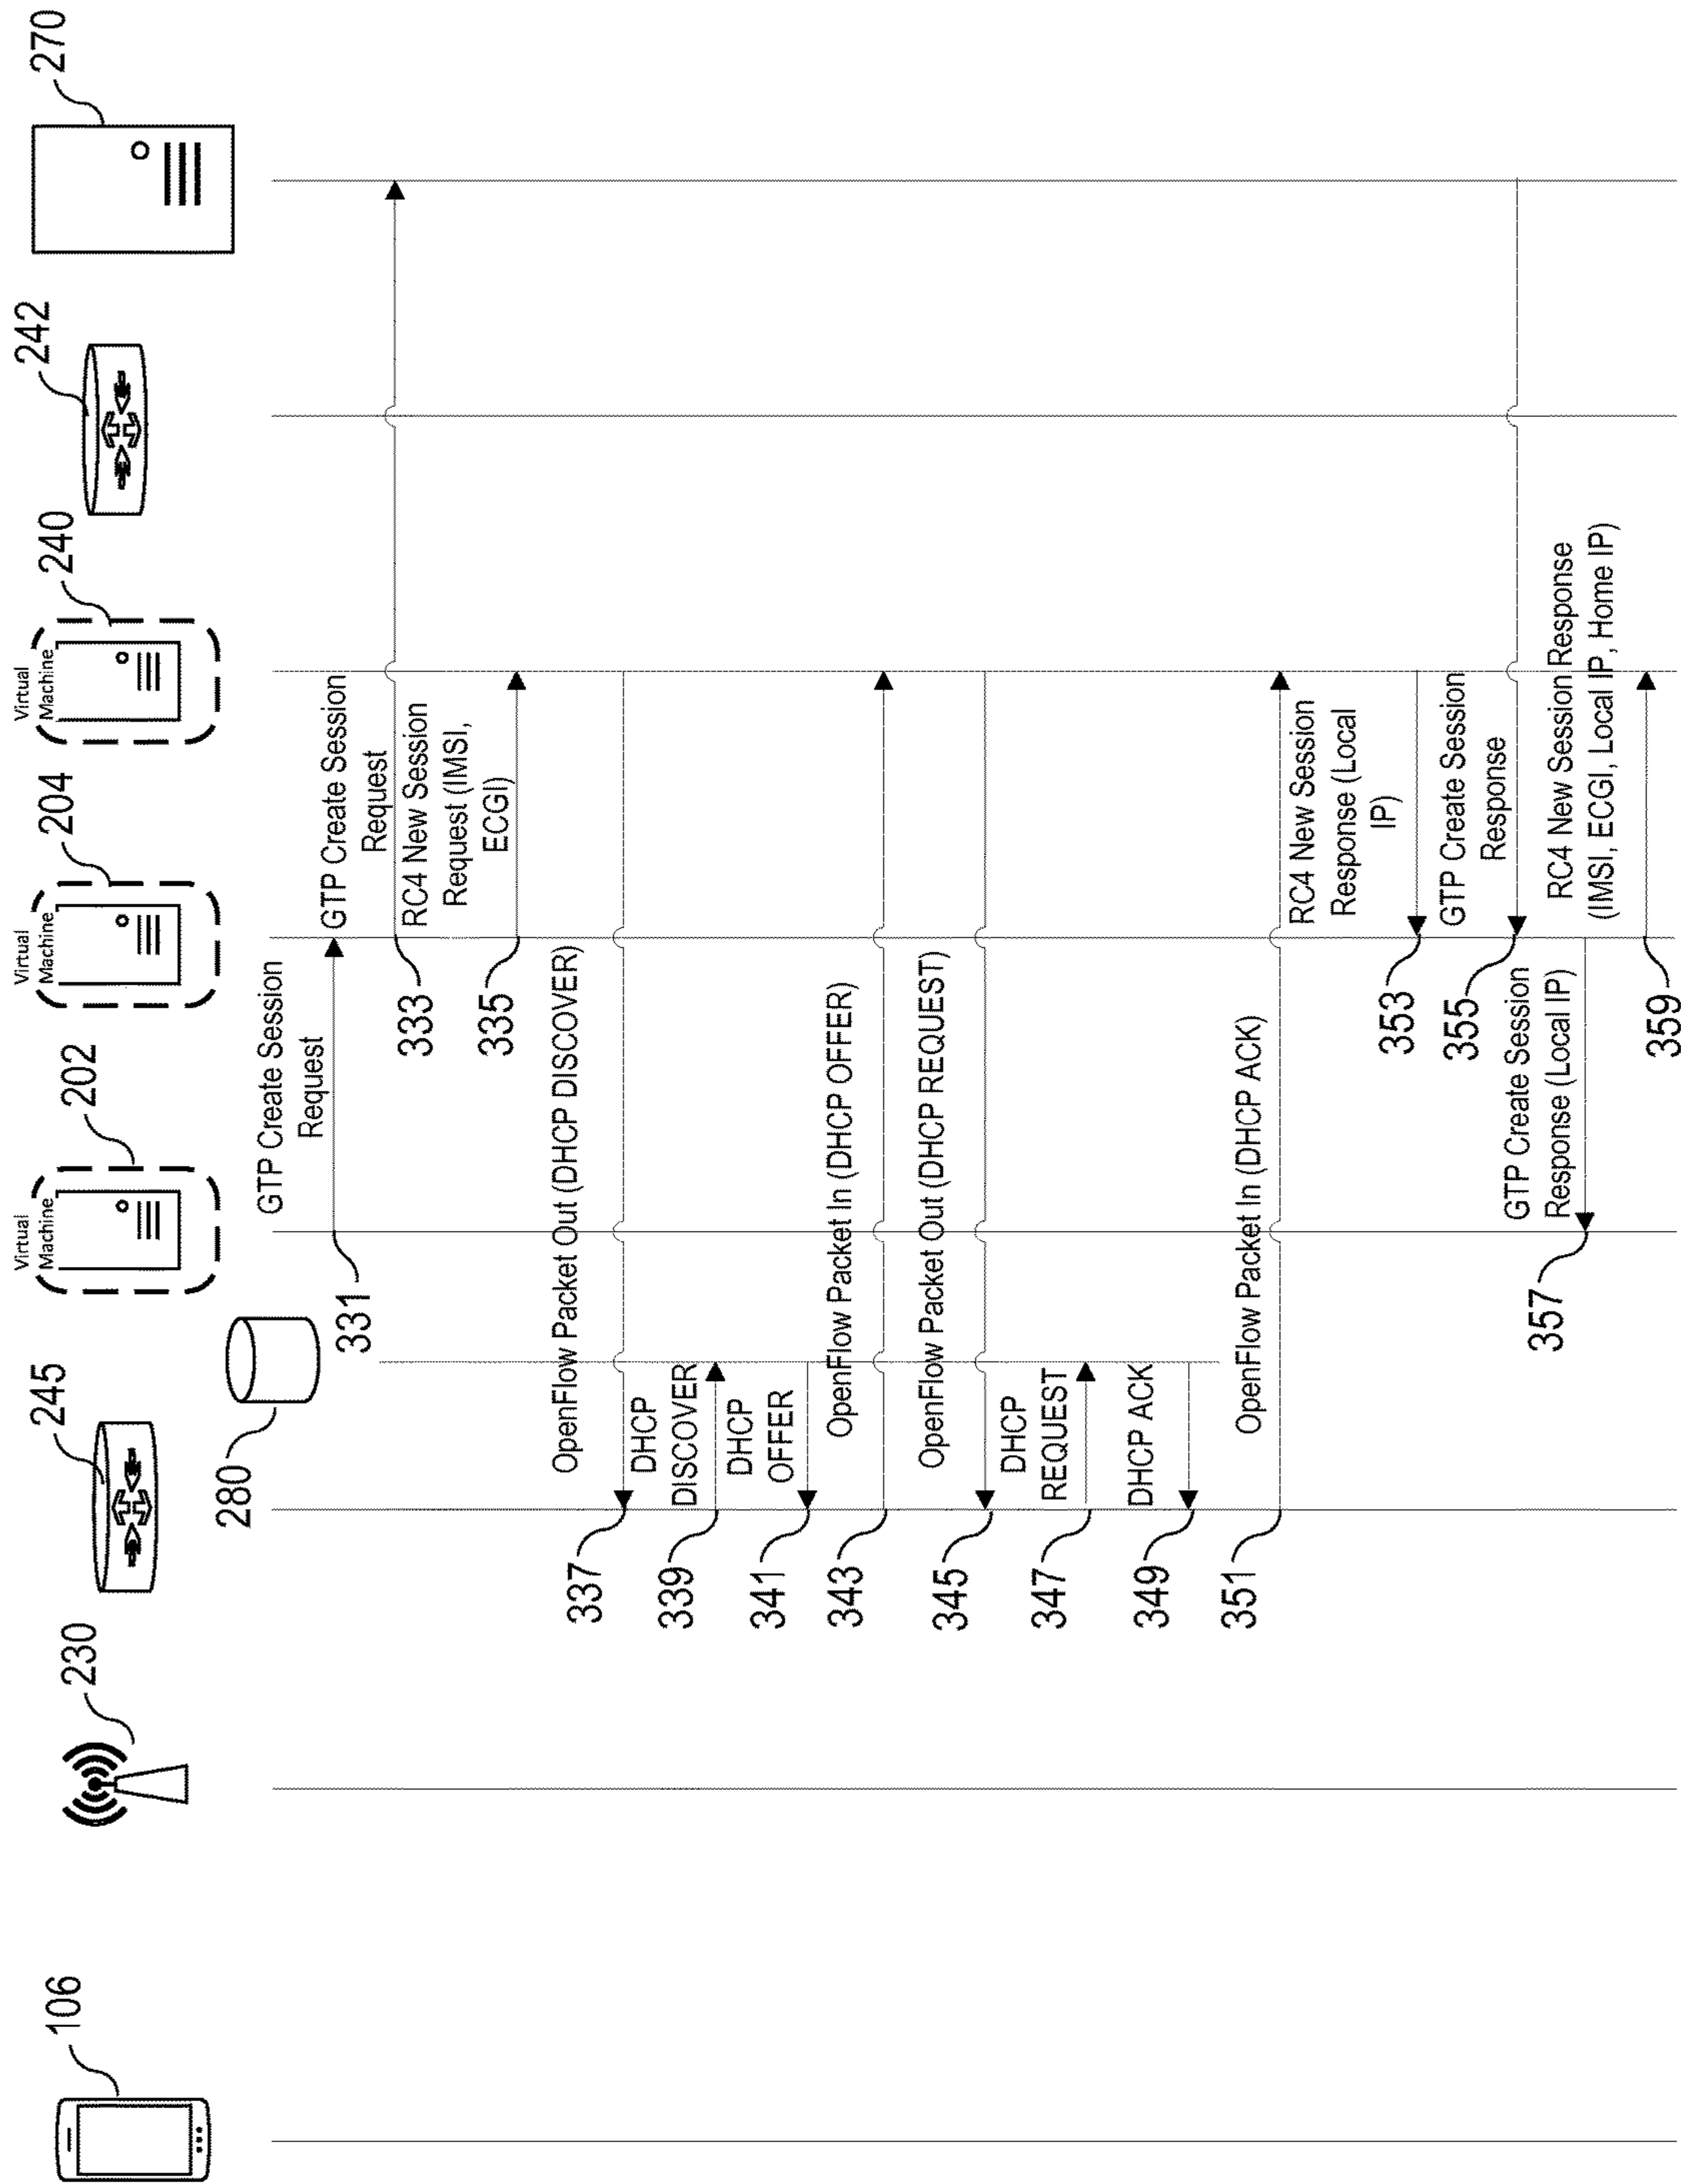 106
230
245
280
202
204
240
242
270
Virtual
Machine
Virtual
Machine
Virtual
Machine
GTP Create Session
Request
331
GTP Create Session
Request
333
RC4 New Session
Request (IMSI,
ECGI)
335
OpenFlow Packet Out (DHCP DISCOVER)
337
DHCP
DISCOVER
339
DHCP
OFFER
341
OpenFlow Packet In (DHCP OFFER)
343
OpenFlow Packet Out (DHCP REQUEST)
345
DHCP
REQUEST
347
DHCP ACK
349
OpenFlow Packet In (DHCP ACK)
351
RC4 New Session
Response (Local
IP)
353
GTP Create Session
Response
355
GTP Create Session
Response (Local IP)
357
RC4 New Session Response
(IMSI, ECGI, Local IP, Home IP)
359